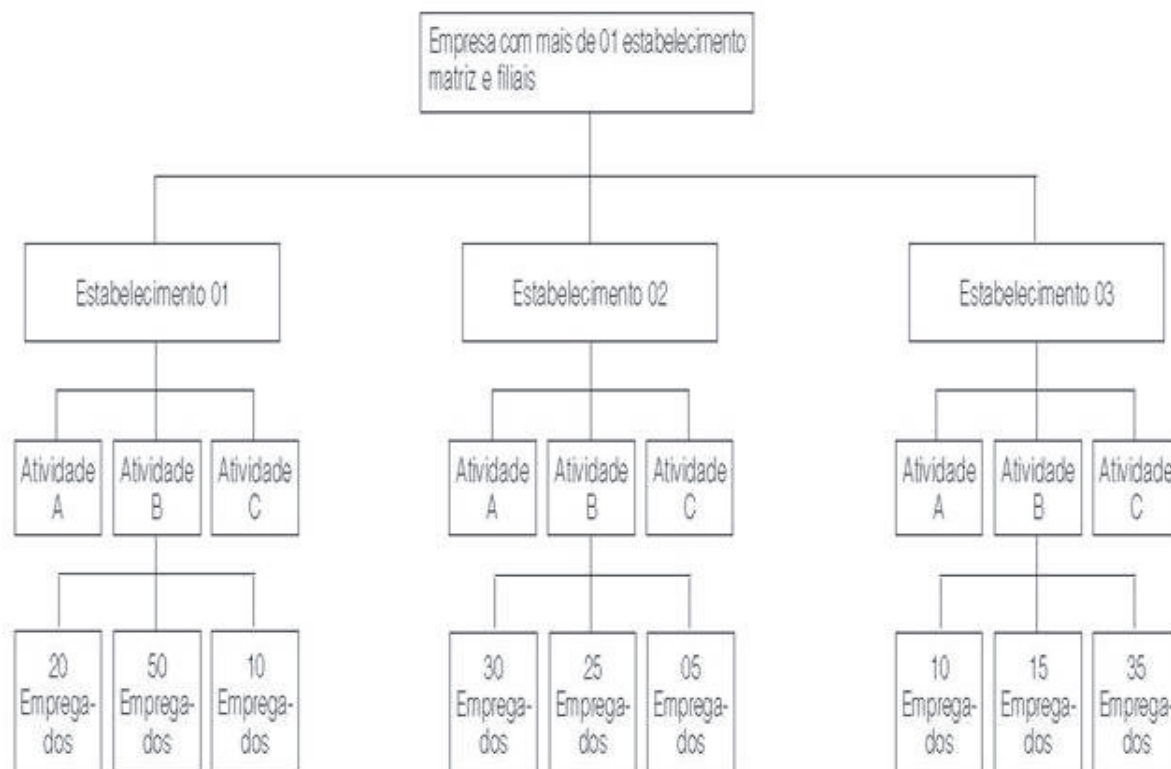 Empresa com mais de 01 estabelecimento
matriz e filiais
Estabelecimento 01
Estabelecimento 02
Estabelecimento 03
Atividade
A
Atividade
B
Atividade
C
Atividade
A
Atividade
B
Atividade
C
Atividade
A
Atividade
B
Atividade
C
20
Emprega-
dos
50
Emprega-
dos
10
Emprega-
dos
30
Emprega-
dos
25
Emprega-
dos
05
Emprega-
dos
10
Emprega-
dos
15
Emprega-
dos
35
Emprega-
dos